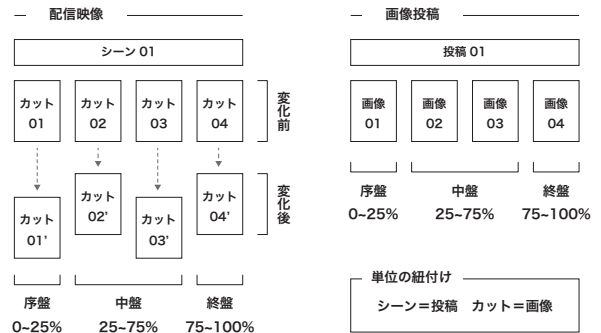 配信映像
シーン 01
カット
01
カット
02
カット
03
カット
04
変化前
カット
01'
カット
02'
カット
03'
カット
04'
変化後
序盤
0~25%
中盤
25~75%
終盤
75~100%
画像投稿
投稿 01
画像
01
画像
02
画像
03
画像
04
序盤
0~25%
中盤
25~75%
終盤
75~100%
単位の紐付け
シーン＝投稿　カット＝画像